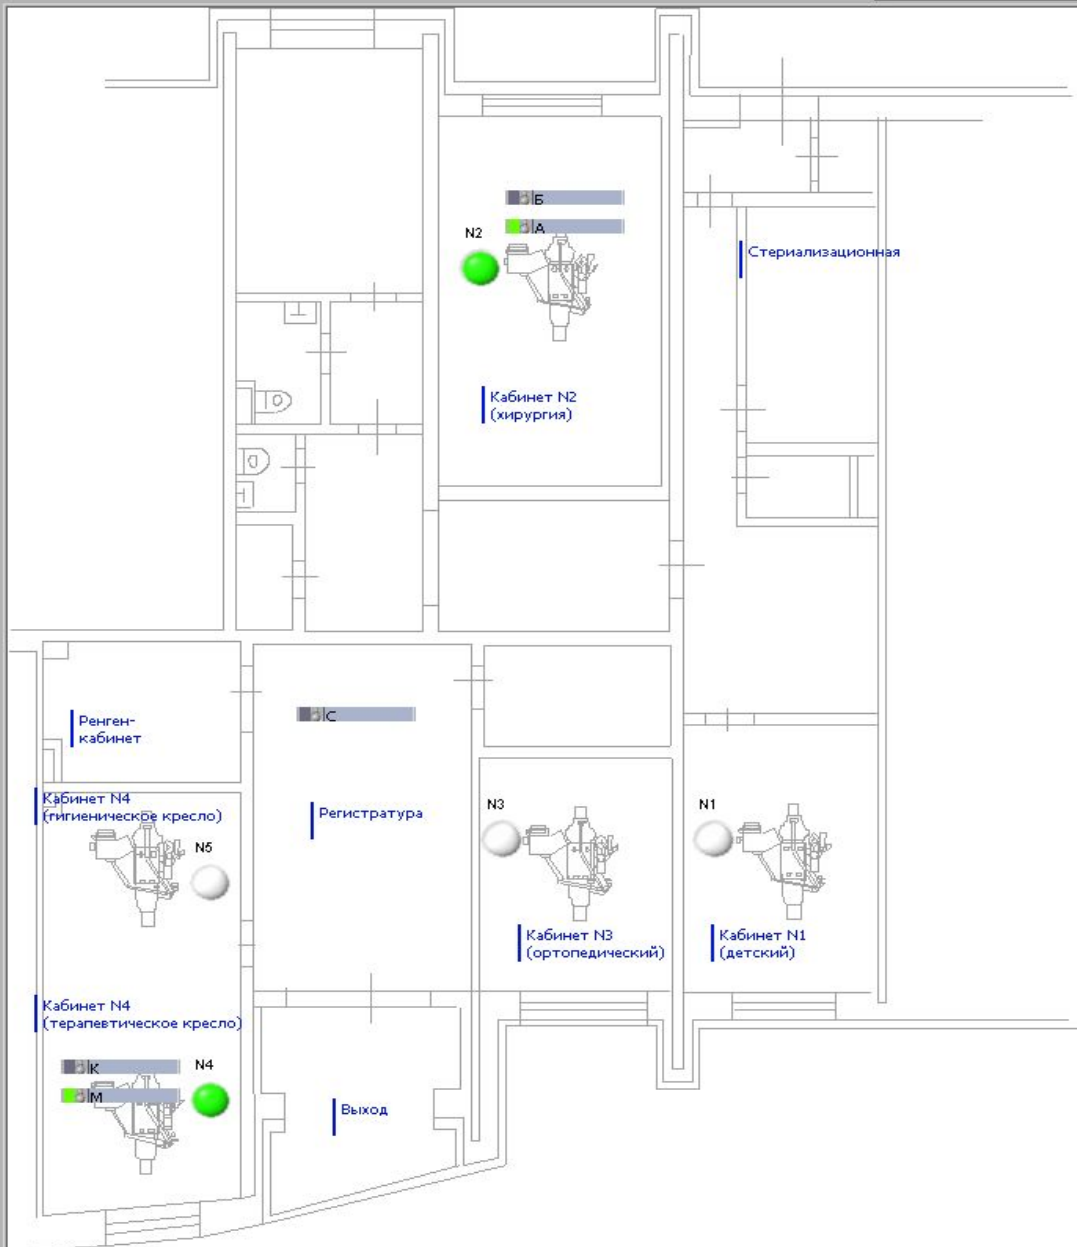 Б
А
N2
Стериализационная
Кабинет N2
(хирургия)
С
Ренген-
кабинет
Кабинет N4
(гигиеническое кресло)
Регистратура
N3
N1
N5
Кабинет N3
(ортопедический)
Кабинет N1
(детский)
Кабинет N4
(терапевтическое кресло)
К
М
N4
Выход